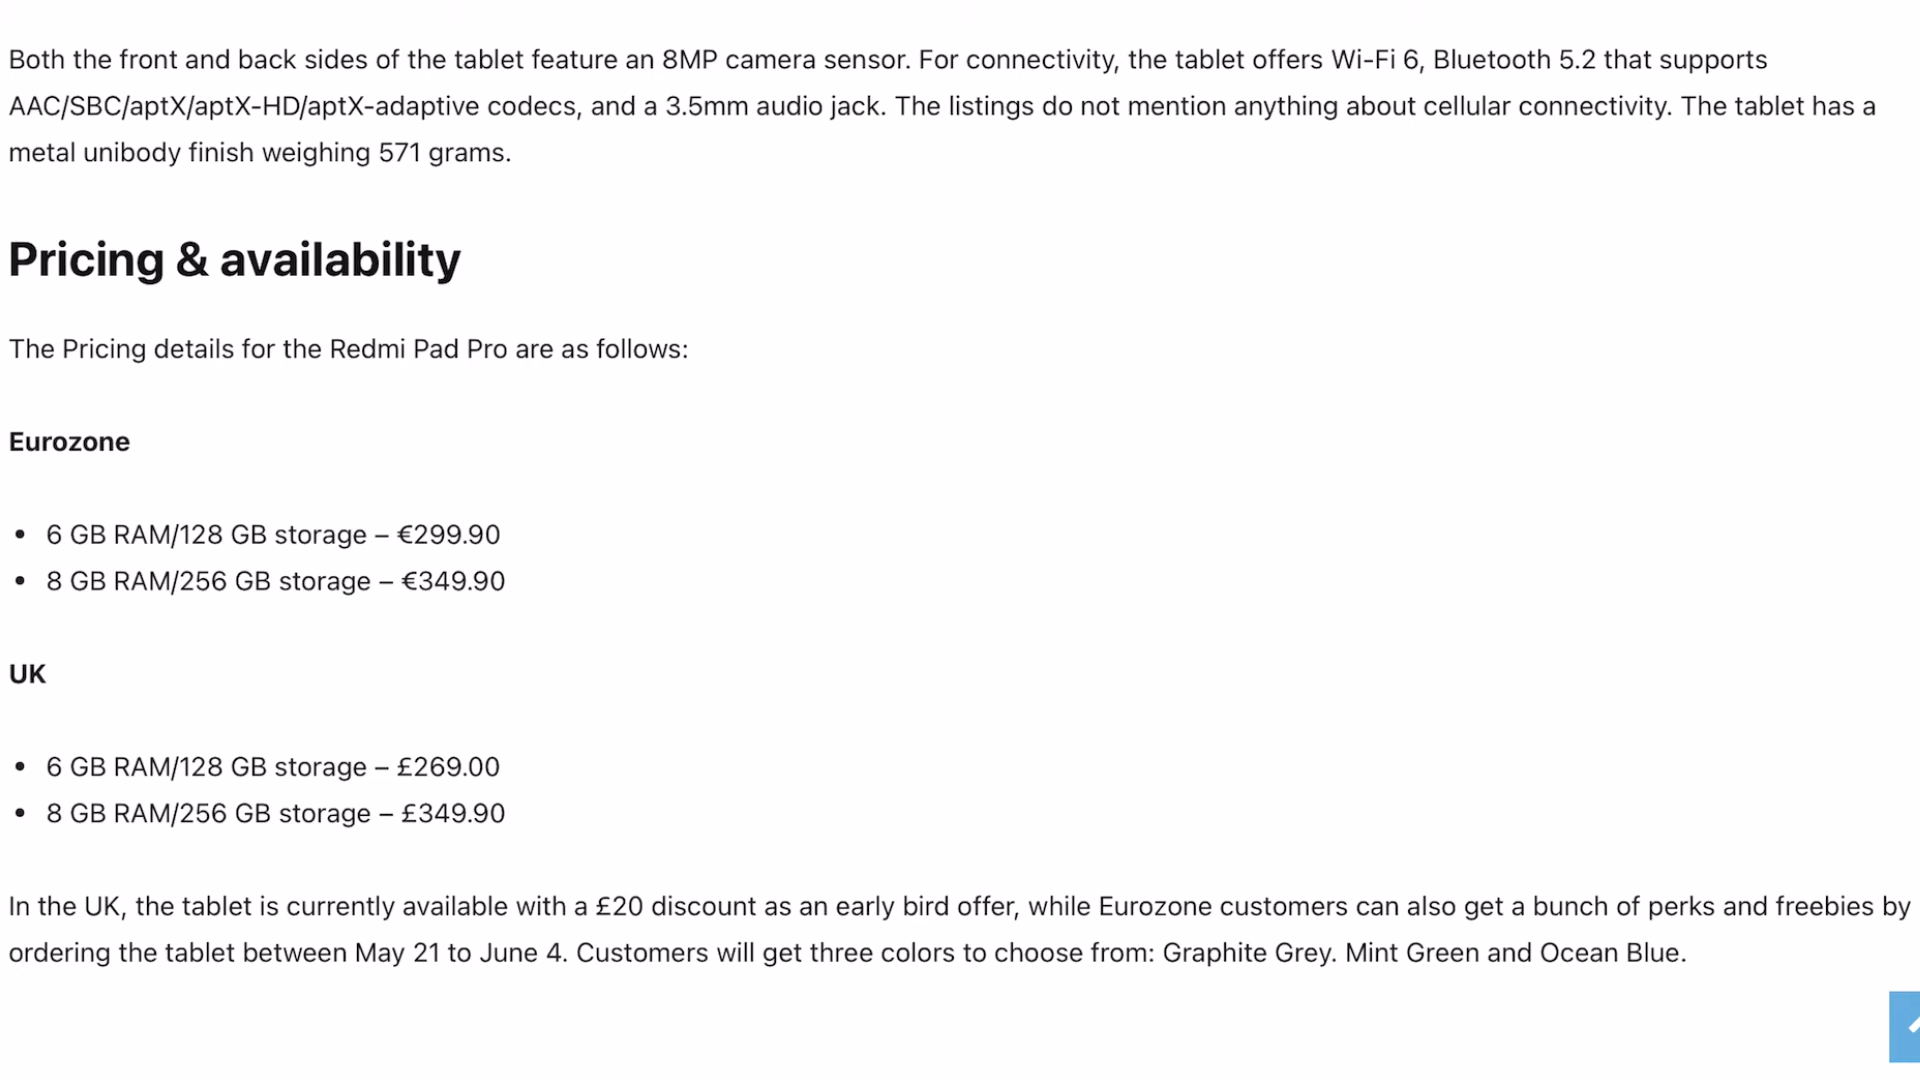 Both the front and back sides of the tablet feature an 8MP camera sensor. For connectivity, the tablet offers Wi-Fi 6, Bluetooth 5.2 that supports
AAC/SBC/aptX/aptX-HD/aptX-adaptive codecs, and a 3.5mm audio jack. The listings do not mention anything about cellular connectivity. The tablet has a
metal unibody finish weighing 571 grams.
Pricing & availability
The Pricing details for the Redmi Pad Pro are as follows:
Eurozone
• 6 GB RAM/128 GB storage – €299.90
• 8 GB RAM/256 GB storage – €349.90
UK
• 6 GB RAM/128 GB storage – £269.00
• 8 GB RAM/256 GB storage – £349.90
In the UK, the tablet is currently available with a £20 discount as an early bird offer, while Eurozone customers can also get a bunch of perks and freebies by
ordering the tablet between May 21 to June 4. Customers will get three colors to choose from: Graphite Grey. Mint Green and Ocean Blue.